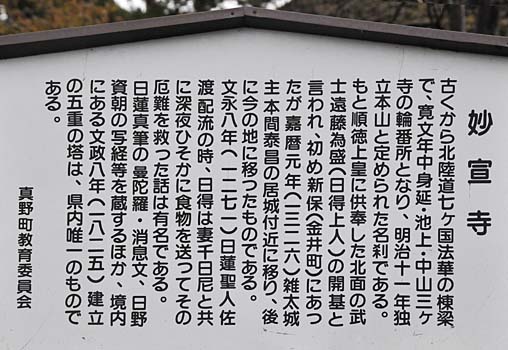 妙宣寺
古くから北陸道七ヶ国法華の棟梁
で、寛文年中身延・池上・中山三ヶ
寺の輪番所となり、明治十一年独
立本山と定められた名刹である。
もと順徳上皇に供奉した北面の武
士遠藤為盛(日得上人)の開基と
言われ、初め新保(金井町)にあっ
たが嘉暦元年(一三二六)雑太城
主本間泰昌の居城付近に移り、後
に今の地に移ったものである。
文永八年(一二七一)日蓮聖人佐
渡配流の時、日得は妻千日尼と共
に深夜ひそかに食物を送ってその
厄難を救った話は有名である。
日蓮真筆の曼陀羅・消息文、日野
資朝の写経等を蔵するほか、境内
にある文政八年(一八二五)建立
の五重の塔は、県内唯一のもので
ある。
真野町教育委員会